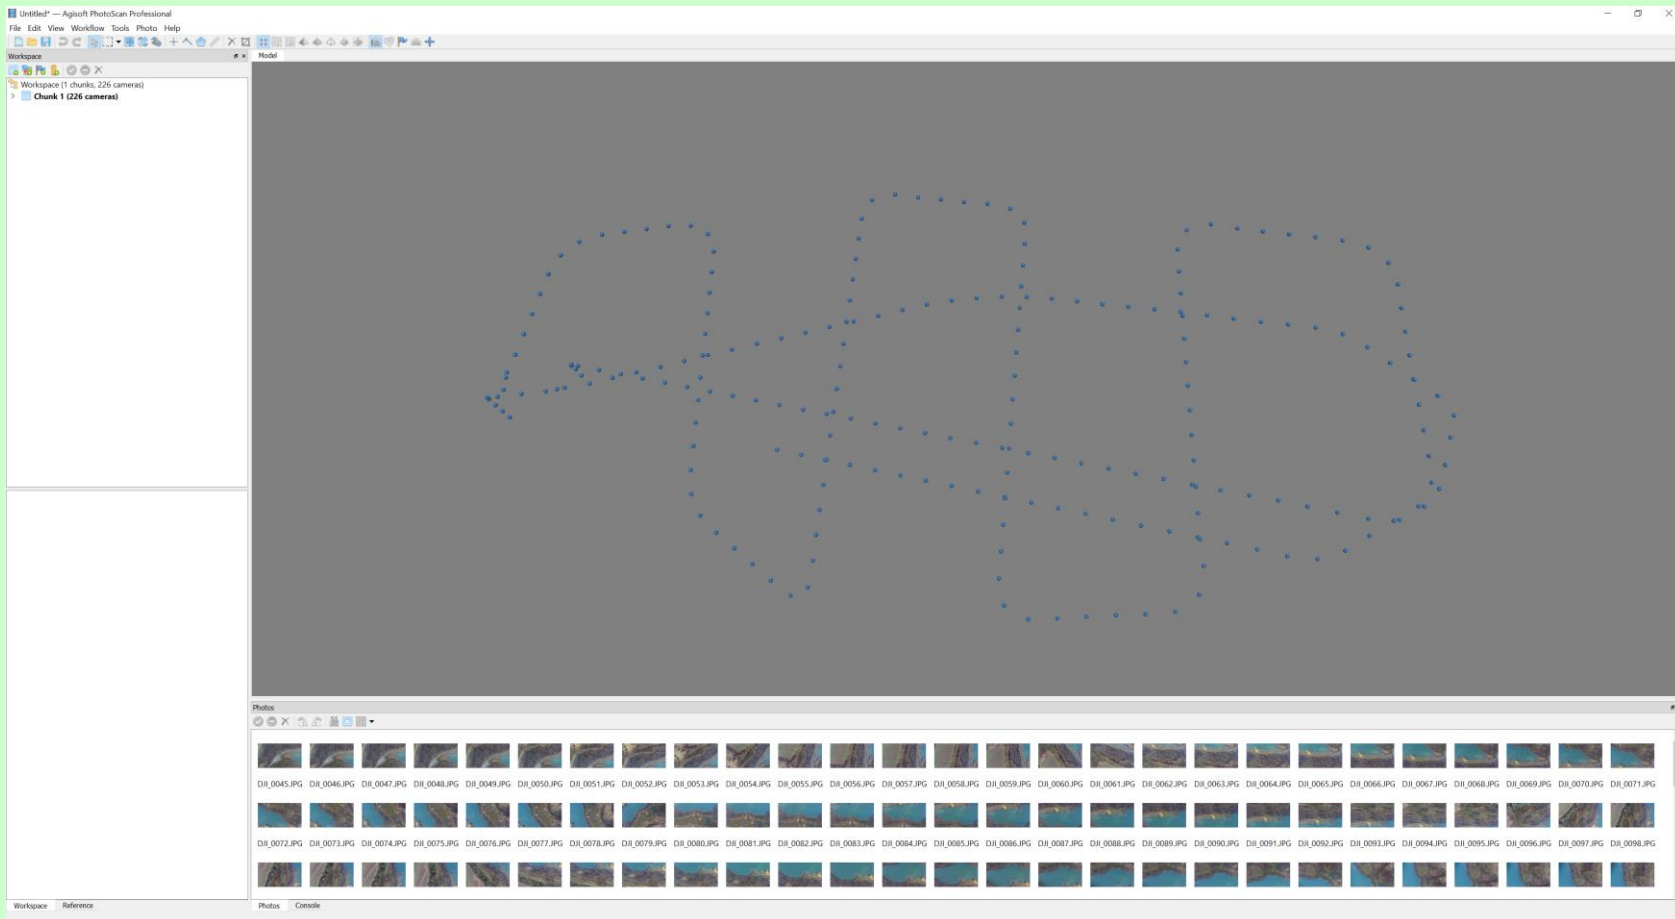 Untitled* — Agisoft PhotoScan Professional
File Edit View Workflow Tools Photo Help
Workspace
Model
Workspace (1 chunks, 226 cameras)
Chunk 1 (226 cameras)
Photos
DJI_0045.JPG DJI_0046.JPG DJI_0047.JPG DJI_0048.JPG DJI_0049.JPG DJI_0050.JPG DJI_0051.JPG DJI_0052.JPG DJI_0053.JPG DJI_0054.JPG DJI_0055.JPG DJI_0056.JPG DJI_0057.JPG DJI_0058.JPG DJI_0059.JPG DJI_0060.JPG DJI_0061.JPG DJI_0062.JPG DJI_0063.JPG DJI_0064.JPG DJI_0065.JPG DJI_0066.JPG DJI_0067.JPG DJI_0068.JPG DJI_0069.JPG DJI_0070.JPG DJI_0071.JPG
DJI_0072.JPG DJI_0073.JPG DJI_0074.JPG DJI_0075.JPG DJI_0076.JPG DJI_0077.JPG DJI_0078.JPG DJI_0079.JPG DJI_0080.JPG DJI_0081.JPG DJI_0082.JPG DJI_0083.JPG DJI_0084.JPG DJI_0085.JPG DJI_0086.JPG DJI_0087.JPG DJI_0088.JPG DJI_0089.JPG DJI_0090.JPG DJI_0091.JPG DJI_0092.JPG DJI_0093.JPG DJI_0094.JPG DJI_0095.JPG DJI_0096.JPG DJI_0097.JPG DJI_0098.JPG
Workspace Reference
Photos Console